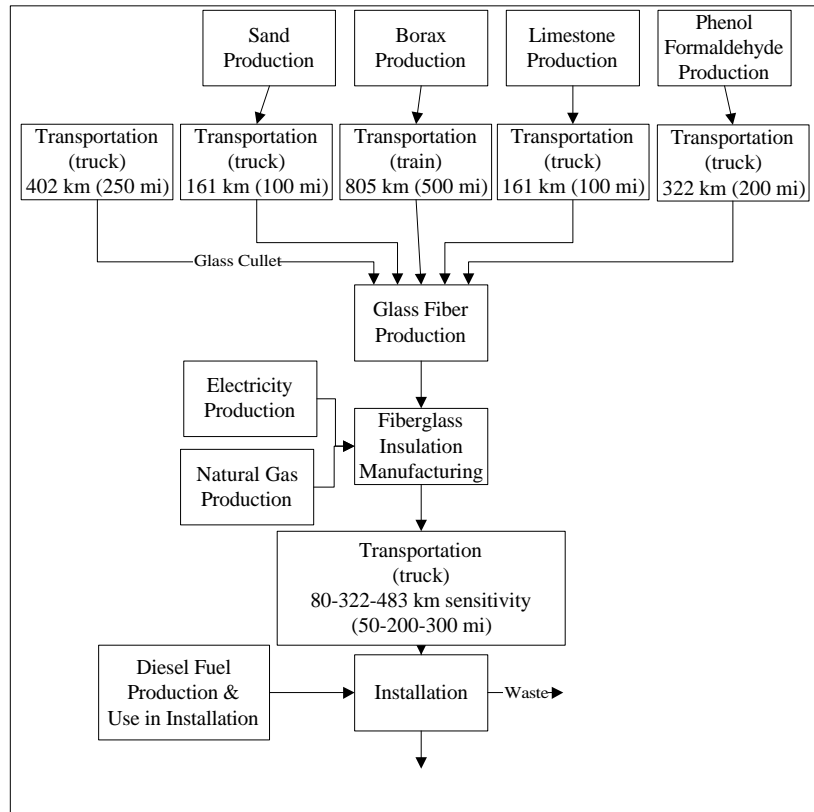 Sand
Production
Borax
Production
Limestone
Production
Phenol
Formaldehyde
Production
Transportation
(truck)
402 km (250 mi)
Transportation
(truck)
161 km (100 mi)
Transportation
(train)
805 km (500 mi)
Transportation
(truck)
161 km (100 mi)
Transportation
(truck)
322 km (200 mi)
Glass Cullet
Glass Fiber
Production
Electricity
Production
Natural Gas
Production
Fiberglass
Insulation
Manufacturing
Transportation
(truck)
80-322-483 km sensitivity
(50-200-300 mi)
Diesel Fuel
Production &
Use in Installation
Installation
Waste